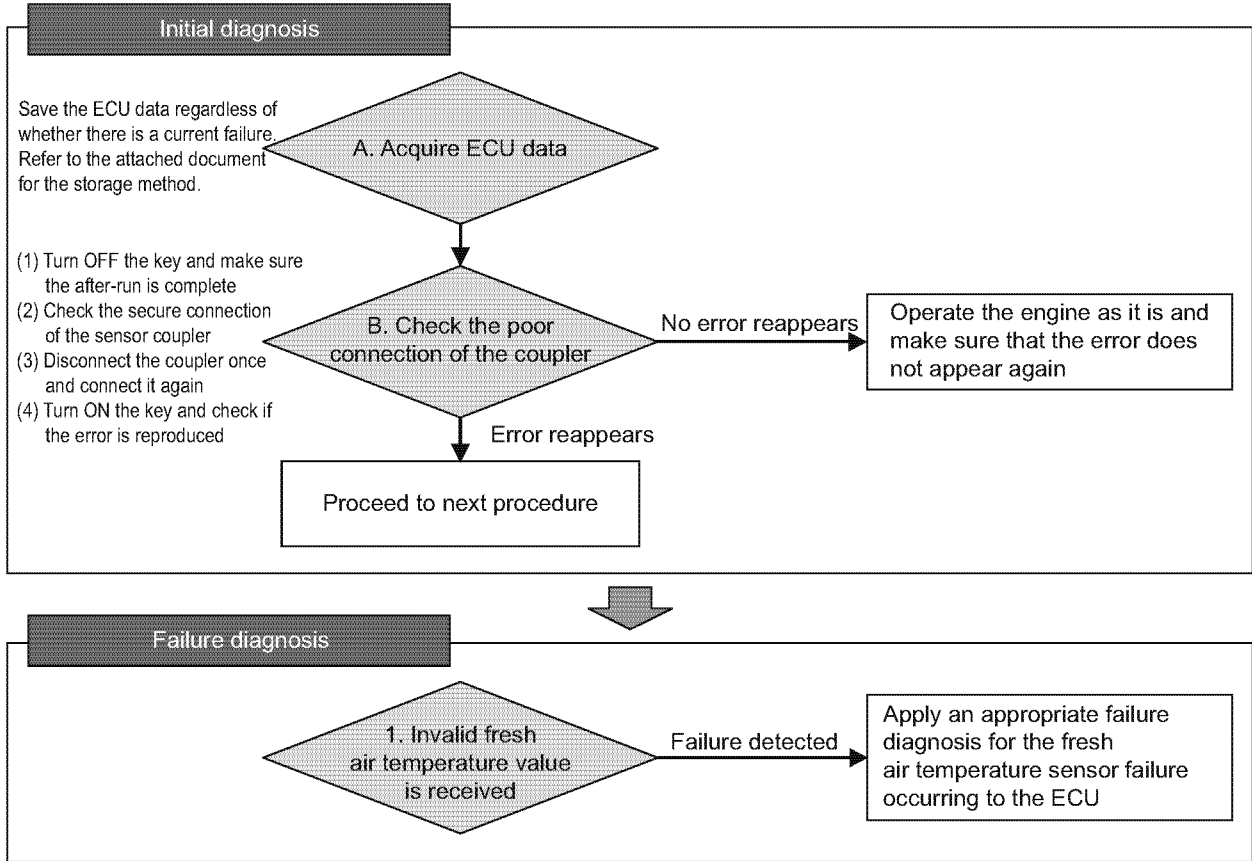 Initial diagnosis
Save the ECU data regardless of
whether there is a current failure.
Refer to the attached document
for the storage method.
A. Acquire ECU data
(1) Turn OFF the key and make sure
the after-run is complete
(2) Check the secure connection
of the sensor coupler
(3) Disconnect the coupler once
and connect it again
(4) Turn ON the key and check if
the error is reproduced
B. Check the poor
connection of the coupler
No error reappears
Operate the engine as it is and
make sure that the error does
not appear again
Error reappears
Proceed to next procedure
Failure diagnosis
1. Invalid fresh
air temperature value
is received
Failure detected
Apply an appropriate failure
diagnosis for the fresh
air temperature sensor failure
occurring to the ECU